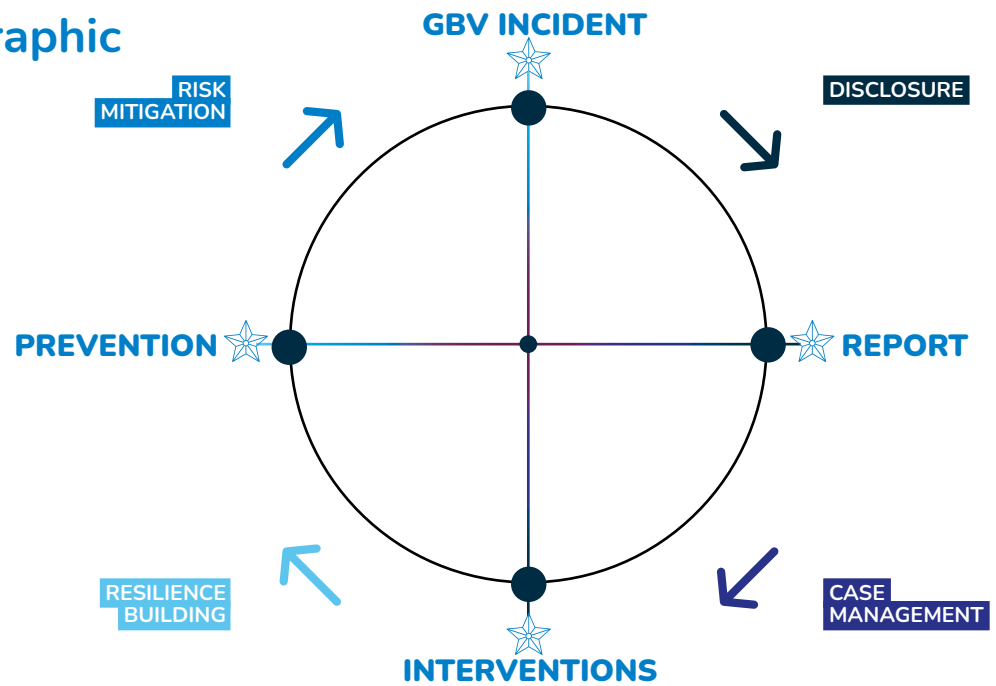 raphic
GBV INCIDENT
RISK
MITIGATION
DISCLOSURE
PREVENTION
REPORT
RESILIENCE
BUILDING
CASE
MANAGEMENT
INTERVENTIONS